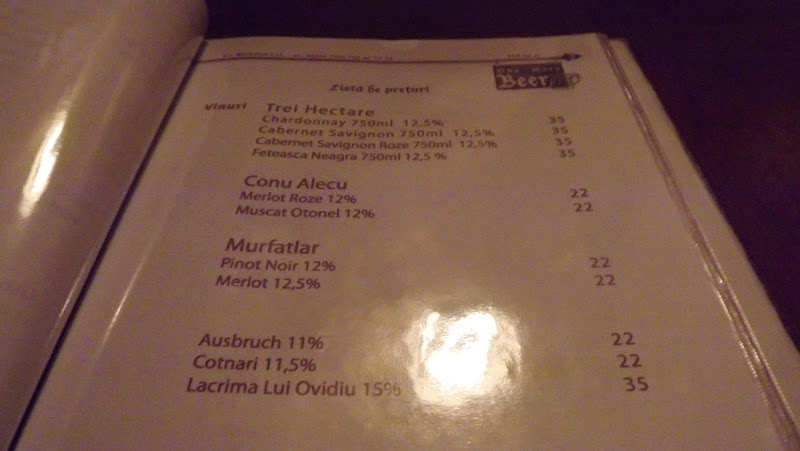 one more
Beer
Lista de preturi
vinuri Trei Hectare
Chardonnay 750ml 12,5% 35
Cabernet Savignon 750ml 12,5% 35
Cabernet Savignon Roze 750ml 12,5% 35
Feteasca Neagra 750ml 12,5 % 35
Conu Alecu
Merlot Roze 12% 22
Muscat Otonel 12% 22
Murfatlar
Pinot Noir 12% 22
Merlot 12,5% 22
Ausbruch 11% 22
Cotnari 11,5% 22
Lacrima Lui Ovidiu 15% 35